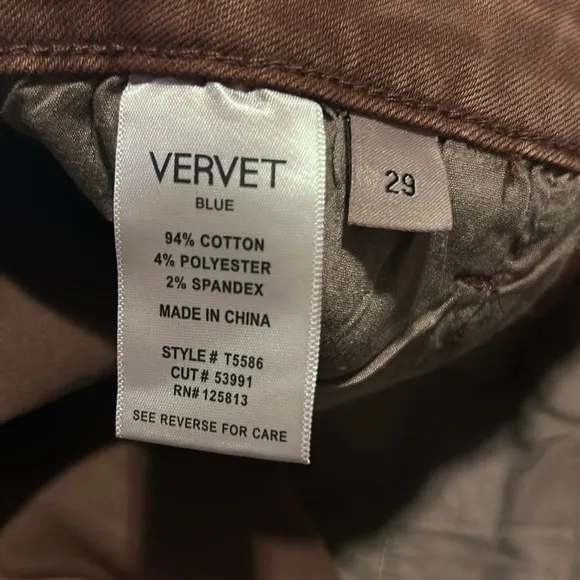 VERVET
BLUE
94% COTTON
4% POLYESTER
2% SPANDEX
MADE IN CHINA
STYLE# T5586
CUT# 53991
RN#125813
SEE REVERSE FOR CARE
29